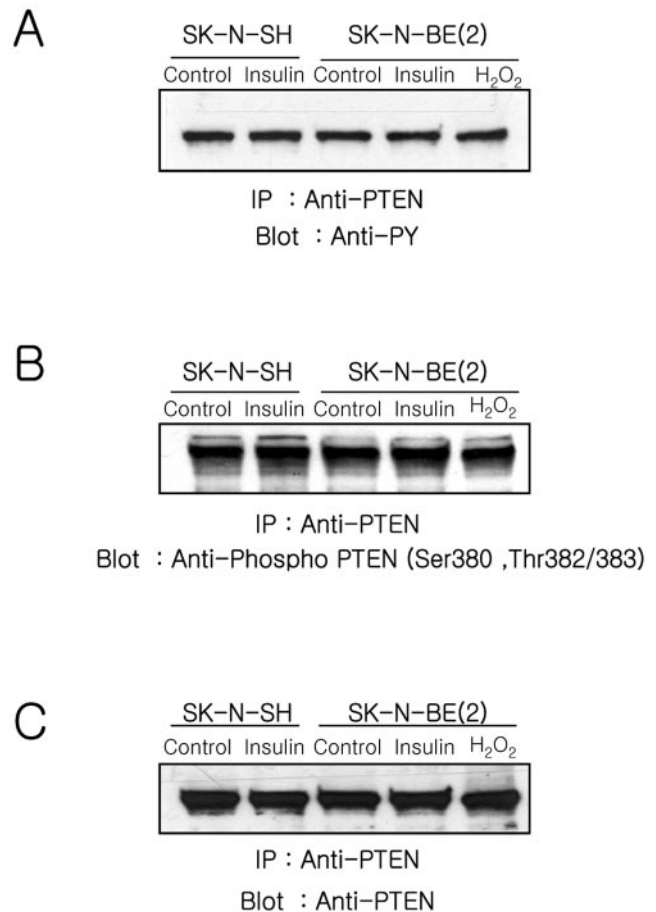 A
SK-N-SH SK-N-BE(2)
Control Insulin Control Insulin H₂O₂
IP : Anti-PTEN
Blot : Anti-PY
B
SK-N-SH SK-N-BE(2)
Control Insulin Control Insulin H₂O₂
IP : Anti-PTEN
Blot : Anti-Phospho PTEN (Ser380 ,Thr382/383)
C
SK-N-SH SK-N-BE(2)
Control Insulin Control Insulin H₂O₂
IP : Anti-PTEN
Blot : Anti-PTEN